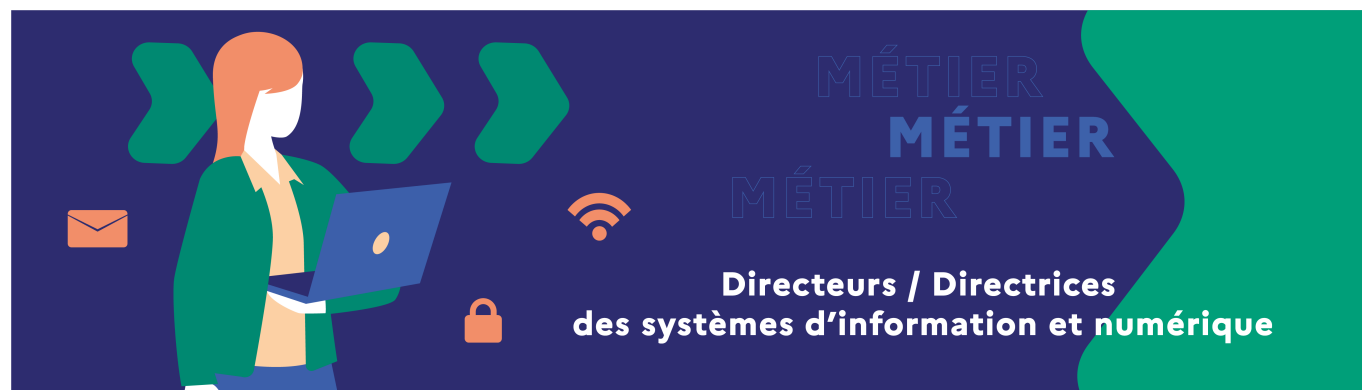 MÉTIER
MÉTIER
MÉTIER
Directeurs / Directrices
des systèmes d’information et numérique